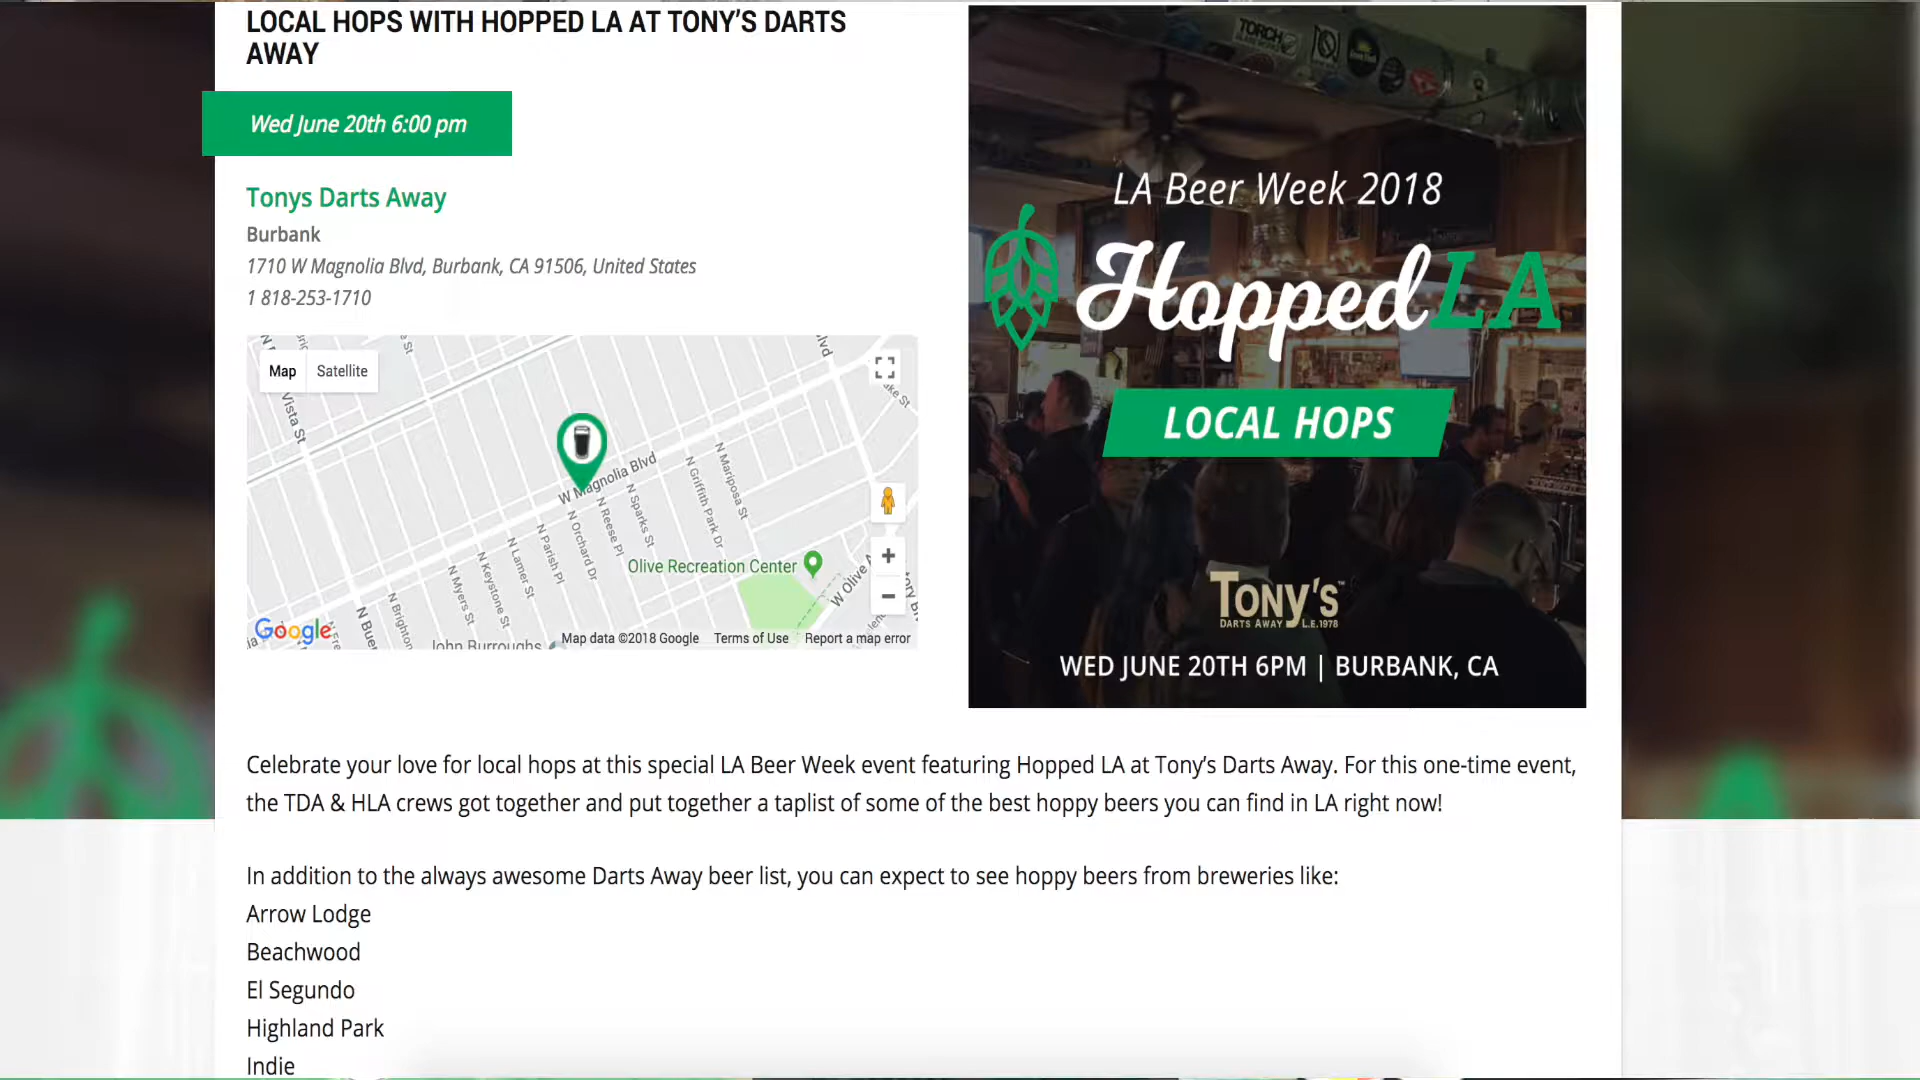 LOCAL HOPS WITH HOPPED LA AT TONY’S DARTS
AWAY
Wed June 20th 6:00 pm
Tonys Darts Away
Burbank
1710 W Magnolia Blvd, Burbank, CA 91506, United States
1 818-253-1710
Map
Satellite
Vista St
W Magnolia Blvd
N Mariposa St
N Griffith Park Dr
N Sparks St
N Reese Pl
N Orchard Dr
N Parish Pl
N Lamer St
N Keystone St
N Myers St
Olive Recreation Center
W Olive
John Burroughs
Google
Map data ©2018 Google
Terms of Use
Report a map error
TORCH
LA Beer Week 2018
Hopped LA
LOCAL HOPS
TONY'S™
DARTS AWAY L.E.1978
WED JUNE 20TH 6PM | BURBANK, CA
Celebrate your love for local hops at this special LA Beer Week event featuring Hopped LA at Tony’s Darts Away. For this one-time event,
the TDA & HLA crews got together and put together a taplist of some of the best hoppy beers you can find in LA right now!
In addition to the always awesome Darts Away beer list, you can expect to see hoppy beers from breweries like:
Arrow Lodge
Beachwood
El Segundo
Highland Park
Indie